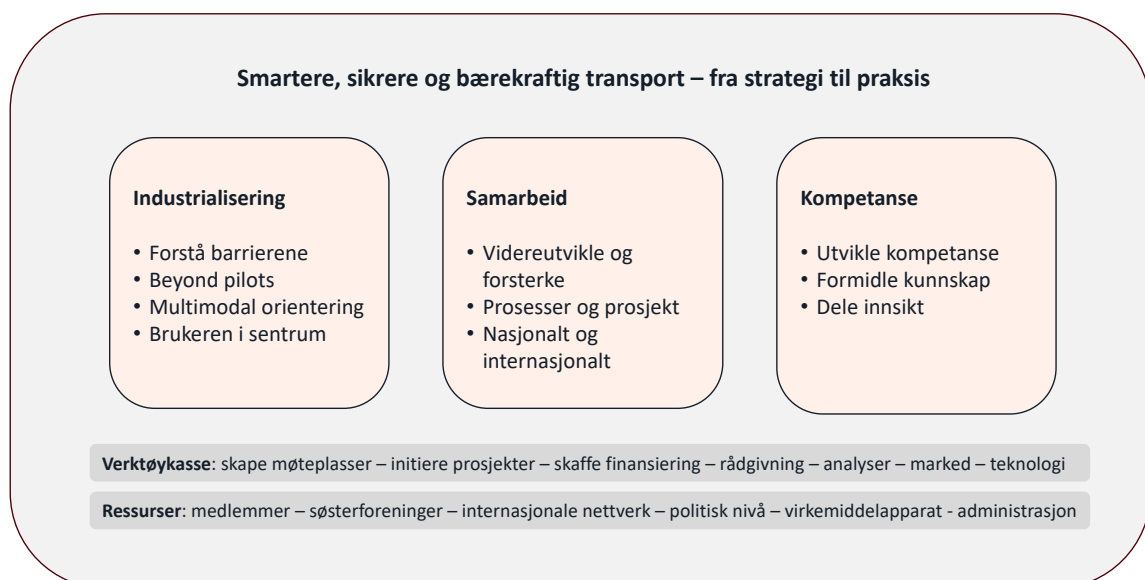 Smartere, sikrere og bærekraftig transport – fra strategi til praksis
Industrialisering
• Forstå barrierene
• Beyond pilots
• Multimodal orientering
• Brukeren i sentrum
Samarbeid
• Videreutvikle og
forsterke
• Prosesser og prosjekt
• Nasjonalt og
internasjonalt
Kompetanse
• Utvikle kompetanse
• Formidle kunnskap
• Dele innsikt
Verktøykasse: skape møteplasser – initiere prosjekter – skaffe finansiering – rådgivning – analyser – marked – teknologi
Ressurser: medlemmer – søsterforeninger – internasjonale nettverk – politisk nivå – virkemiddelapparat - administrasjon